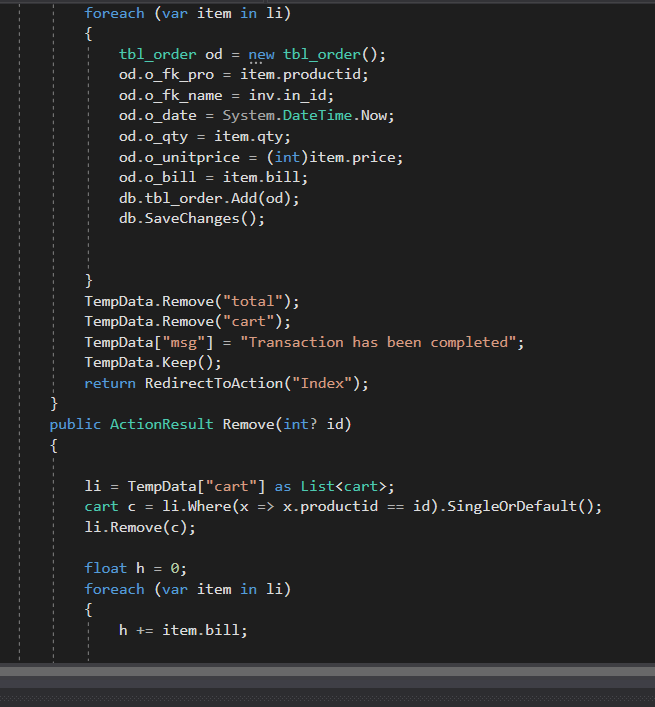 foreach (var item in li)
{
tbl_order od = new tbl_order();
od.o_fk_pro = item.productid;
od.o_fk_name = inv.in_id;
od.o_date = System.DateTime.Now;
od.o_qty = item.qty;
od.o_unitprice = (int)item.price;
od.o_bill = item.bill;
db.tbl_order.Add(od);
db.SaveChanges();
}
TempData.Remove("total");
TempData.Remove("cart");
TempData["msg"] = "Transaction has been completed";
TempData.Keep();
return RedirectToAction("Index");
}
public ActionResult Remove(int? id)
{
li = TempData["cart"] as List<cart>;
cart c = li.Where(x => x.productid == id).SingleOrDefault();
li.Remove(c);
float h = 0;
foreach (var item in li)
{
h += item.bill;